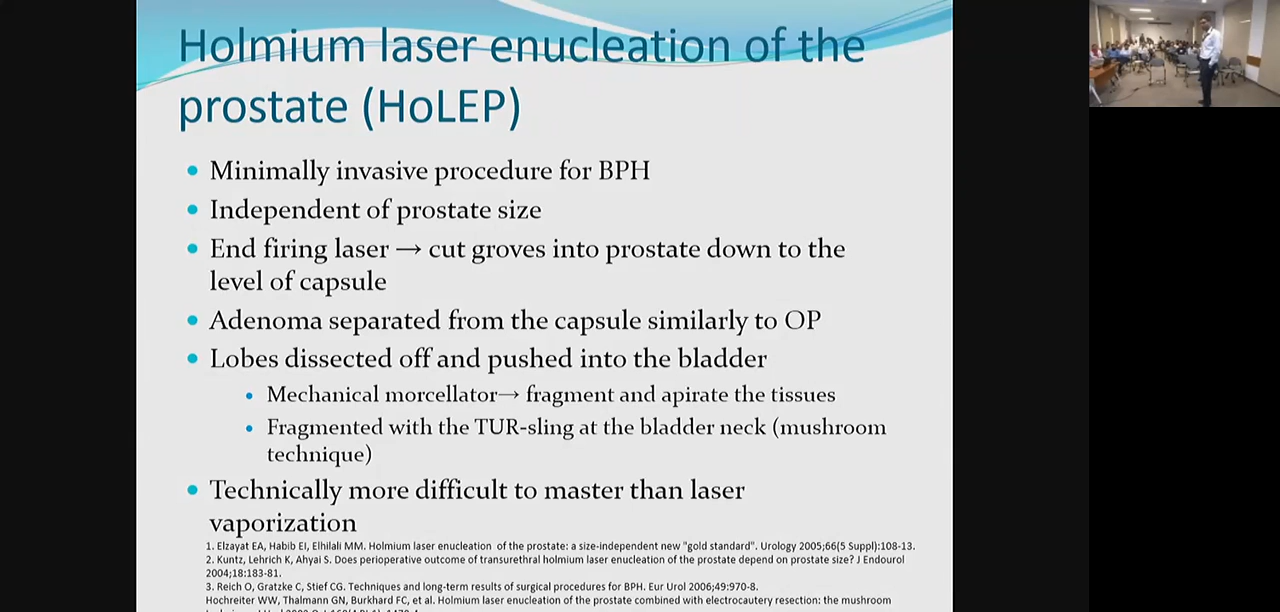 Holmium laser enucleation of the
prostate (HoLEP)
• Minimally invasive procedure for BPH
• Independent of prostate size
• End firing laser → cut groves into prostate down to the
level of capsule
• Adenoma separated from the capsule similarly to OP
• Lobes dissected off and pushed into the bladder
• Mechanical morcellator→ fragment and apirate the tissues
• Fragmented with the TUR-sling at the bladder neck (mushroom
technique)
• Technically more difficult to master than laser
vaporization
1. Elzayat EA, Habib EI, Elhilali MM. Holmium laser enucleation of the prostate: a size-independent new "gold standard". Urology 2005;66(5 Suppl):108-13.
2. Kuntz, Lehrich K, Ahyai S. Does perioperative outcome of transurethral holmium laser enucleation of the prostate depend on prostate size? J Endourol
2004;18:183-81.
3. Reich O, Gratzke C, Stief CG. Techniques and long-term results of surgical procedures for BPH. Eur Urol 2006;49:970-8.
Hochreiter WW, Thalmann GN, Burkhard FC, et al. Holmium laser enucleation of the prostate combined with electrocautery resection: the mushroom